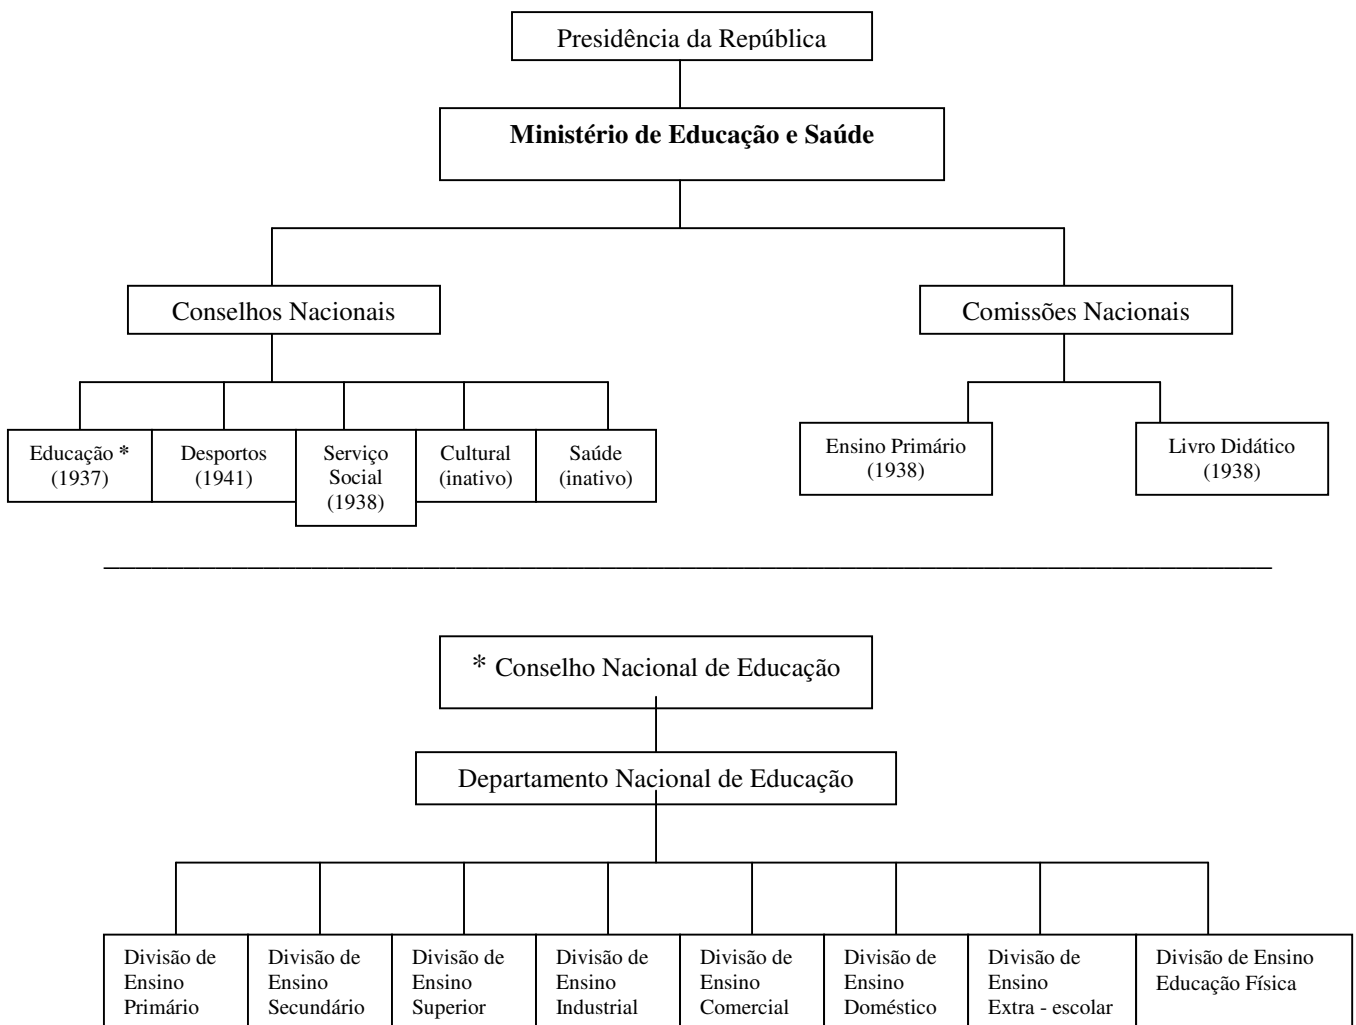 Presidência da República
Ministério de Educação e Saúde
Conselhos Nacionais
Comissões Nacionais
Educação *
(1937)
Desportos
(1941)
Serviço
Social
(1938)
Cultural
(inativo)
Saúde
(inativo)
Ensino Primário
(1938)
Livro Didático
(1938)
* Conselho Nacional de Educação
Departamento Nacional de Educação
Divisão de
Ensino
Primário
Divisão de
Ensino
Secundário
Divisão de
Ensino
Superior
Divisão de
Ensino
Industrial
Divisão de
Ensino
Comercial
Divisão de
Ensino
Doméstico
Divisão de
Ensino
Extra - escolar
Divisão de Ensino
Educação Física